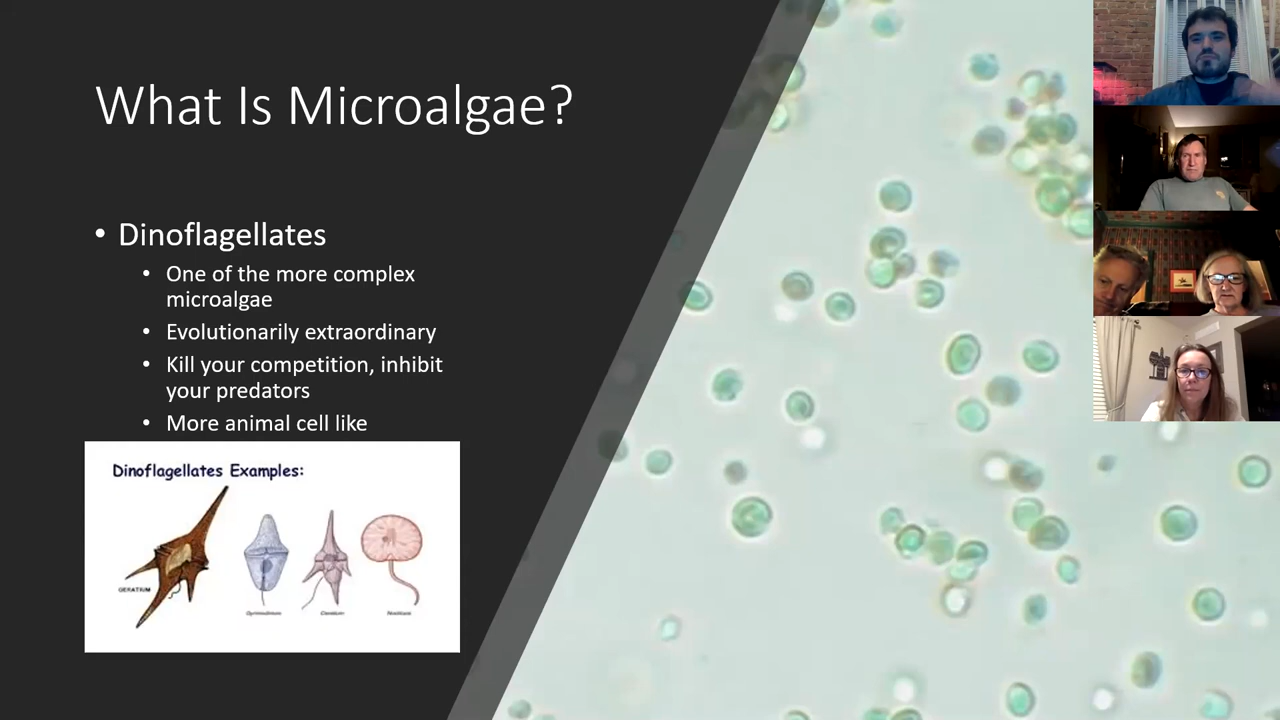 What Is Microalgae?
• Dinoflagellates
• One of the more complex
microalgae
• Evolutionarily extraordinary
• Kill your competition, inhibit
your predators
• More animal cell like
Dinoflagellates Examples: